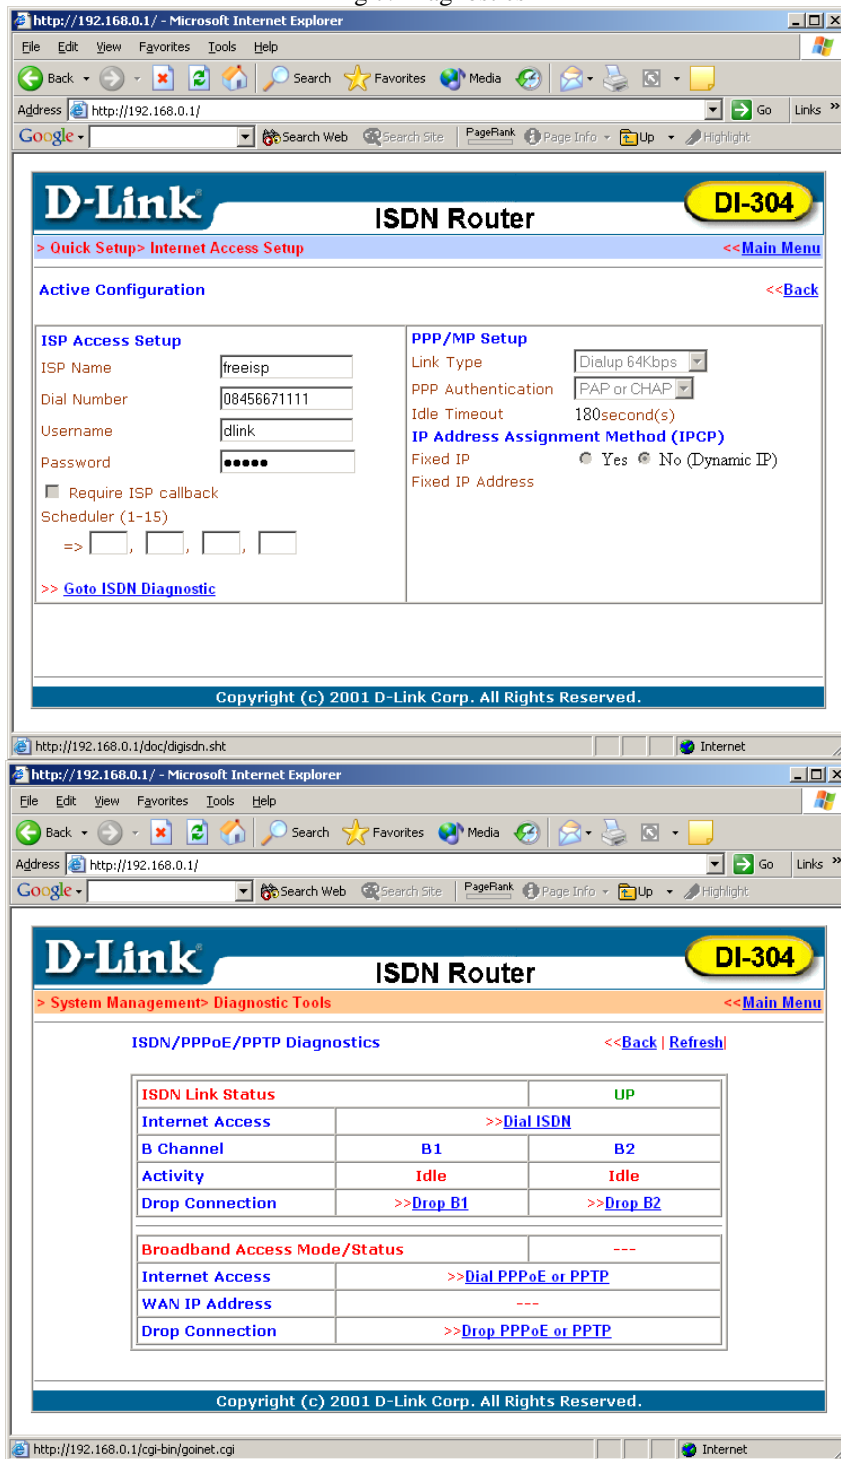 http://192.168.0.1/ - Microsoft Internet Explorer
File Edit View Favorites Tools Help
Back Search Favorites Media
Address http://192.168.0.1/ Go Links »
Google Search Web Search Site PageRank Page Info Up Highlight
D-Link ISDN Router DI-304
> Quick Setup> Internet Access Setup <<Main Menu
Active Configuration <<Back
ISP Access Setup
ISP Name freeisp
Dial Number 08456671111
Username dlink
Password •••••
Require ISP callback
Scheduler (1-15)
=> , , ,
>> Goto ISDN Diagnostic
PPP/MP Setup
Link Type Dialup 64Kbps
PPP Authentication PAP or CHAP
Idle Timeout 180second(s)
IP Address Assignment Method (IPCP)
Fixed IP Yes No (Dynamic IP)
Fixed IP Address
Copyright (c) 2001 D-Link Corp. All Rights Reserved.
http://192.168.0.1/doc/digisdn.sht Internet
http://192.168.0.1/ - Microsoft Internet Explorer
File Edit View Favorites Tools Help
Back Search Favorites Media
Address http://192.168.0.1/ Go Links »
Google Search Web Search Site PageRank Page Info Up Highlight
D-Link ISDN Router DI-304
> System Management> Diagnostic Tools <<Main Menu
ISDN/PPPoE/PPTP Diagnostics <<Back | Refresh|
ISDN Link Status UP
Internet Access >>Dial ISDN
B Channel B1 B2
Activity Idle Idle
Drop Connection >>Drop B1 >>Drop B2
Broadband Access Mode/Status ---
Internet Access >>Dial PPPoE or PPTP
WAN IP Address ---
Drop Connection >>Drop PPPoE or PPTP
Copyright (c) 2001 D-Link Corp. All Rights Reserved.
http://192.168.0.1/cgi-bin/goinet.cgi Internet